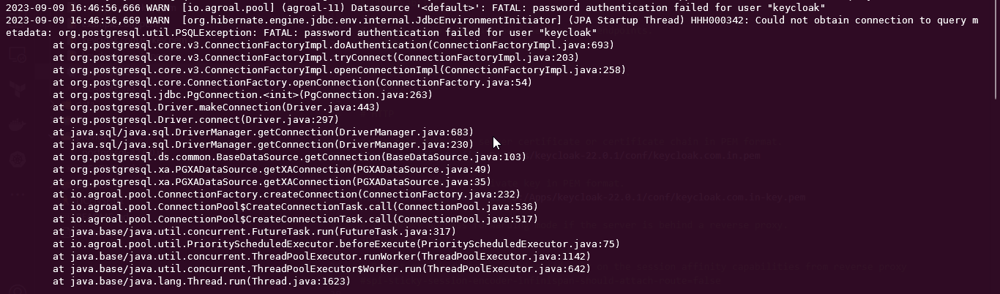 2023-09-09 16:46:56,666 WARN  [io.agroal.pool] (agroal-11) Datasource '<default>': FATAL: password authentication failed for user "keycloak"
2023-09-09 16:46:56,669 WARN  [org.hibernate.engine.jdbc.env.internal.JdbcEnvironmentInitiator] (JPA Startup Thread) HHH000342: Could not obtain connection to query m
etadata: org.postgresql.util.PSQLException: FATAL: password authentication failed for user "keycloak"
at org.postgresql.core.v3.ConnectionFactoryImpl.doAuthentication(ConnectionFactoryImpl.java:693)
at org.postgresql.core.v3.ConnectionFactoryImpl.tryConnect(ConnectionFactoryImpl.java:203)
at org.postgresql.core.v3.ConnectionFactoryImpl.openConnectionImpl(ConnectionFactoryImpl.java:258)
at org.postgresql.core.ConnectionFactory.openConnection(ConnectionFactory.java:54)
at org.postgresql.jdbc.PgConnection.<init>(PgConnection.java:263)
at org.postgresql.Driver.makeConnection(Driver.java:443)
at org.postgresql.Driver.connect(Driver.java:297)
at java.sql/java.sql.DriverManager.getConnection(DriverManager.java:683)
at java.sql/java.sql.DriverManager.getConnection(DriverManager.java:230)
at org.postgresql.ds.common.BaseDataSource.getConnection(BaseDataSource.java:103)
at org.postgresql.xa.PGXADataSource.getXAConnection(PGXADataSource.java:49)
at org.postgresql.xa.PGXADataSource.getXAConnection(PGXADataSource.java:35)
at io.agroal.pool.ConnectionFactory.createConnection(ConnectionFactory.java:232)
at io.agroal.pool.ConnectionPool$CreateConnectionTask.call(ConnectionPool.java:536)
at io.agroal.pool.ConnectionPool$CreateConnectionTask.call(ConnectionPool.java:517)
at java.base/java.util.concurrent.FutureTask.run(FutureTask.java:317)
at io.agroal.pool.util.PriorityScheduledExecutor.beforeExecute(PriorityScheduledExecutor.java:75)
at java.base/java.util.concurrent.ThreadPoolExecutor.runWorker(ThreadPoolExecutor.java:1142)
at java.base/java.util.concurrent.ThreadPoolExecutor$Worker.run(ThreadPoolExecutor.java:642)
at java.base/java.lang.Thread.run(Thread.java:1623)